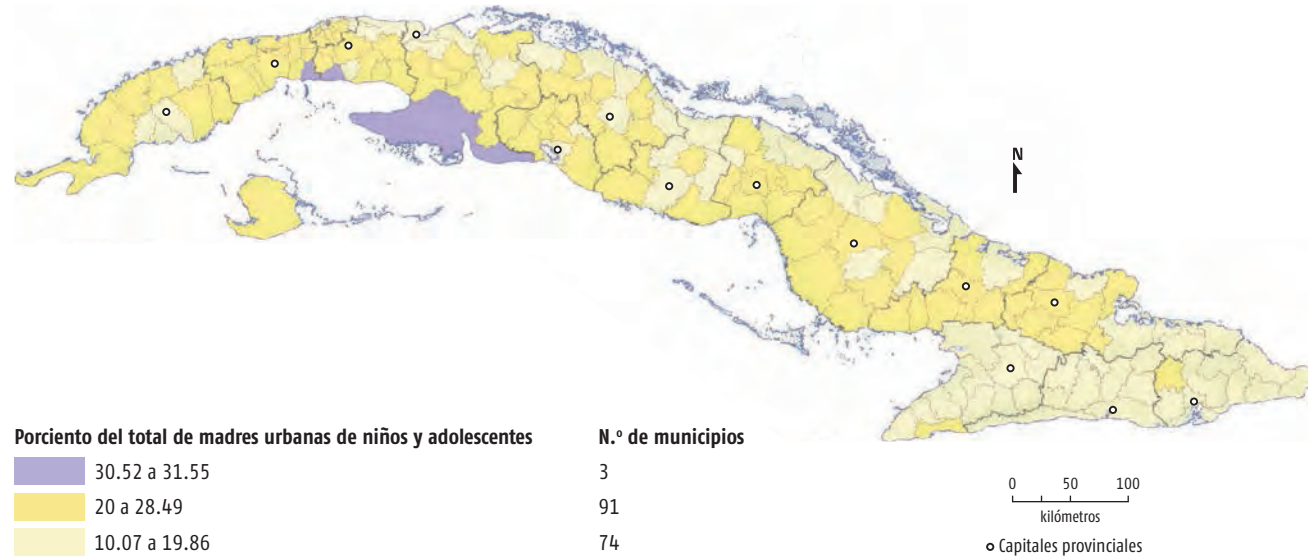 N
Porciento del total de madres urbanas de niños y adolescentes
N.º de municipios
30.52 a 31.55
3
20 a 28.49
91
10.07 a 19.86
74
0 50 100
kilómetros
Capitales provinciales